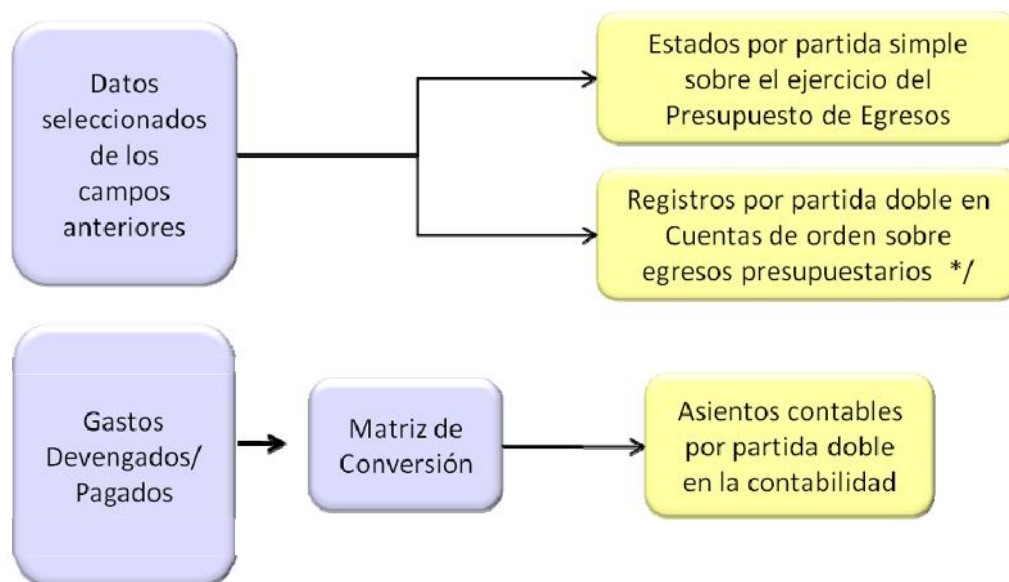 Datos
seleccionados
de los
campos
anteriores
Estados por partida simple
sobre el ejercicio del
Presupuesto de Egresos
Registros por partida doble en
Cuentas de orden sobre
egresos presupuestarios */
Gastos
Devengados/
Pagados
Matriz de
Conversión
Asientos contables
por partida doble
en la contabilidad